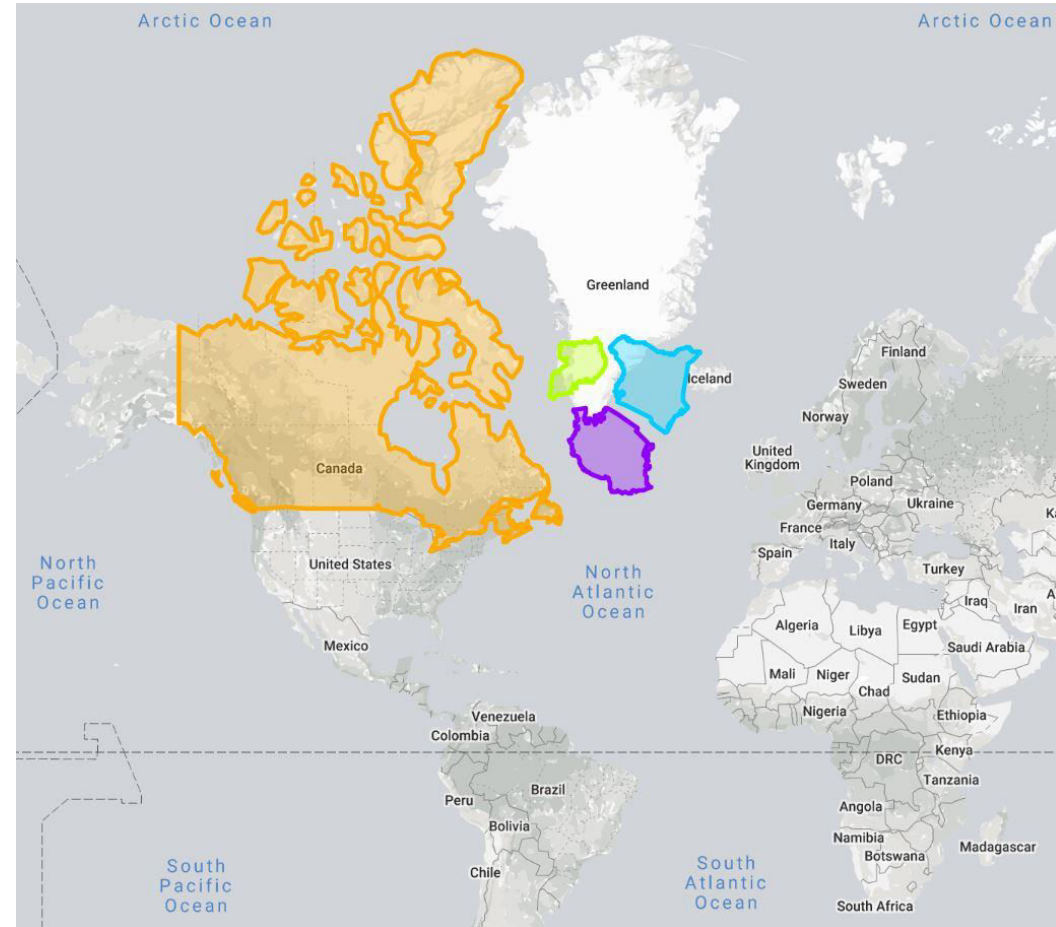 Arctic Ocean
Arctic Ocean
Greenland
Finland
Iceland
Sweden
Norway
United
Kingdom
Canada
Poland
Germany
Ukraine
France
Italy
Spain
North
Pacific
Ocean
United States
North
Atlantic
Ocean
Turkey
Iraq
Iran
Algeria
Libya
Egypt
Saudi Arabia
Mexico
Mali
Niger
Chad
Sudan
Nigeria
Ethiopia
Venezuela
Colombia
Kenya
DRC
Tanzania
Peru
Brazil
Angola
Bolivia
Namibia
Botswana
Madagascar
Chile
South
Pacific
Ocean
South
Atlantic
Ocean
South Africa